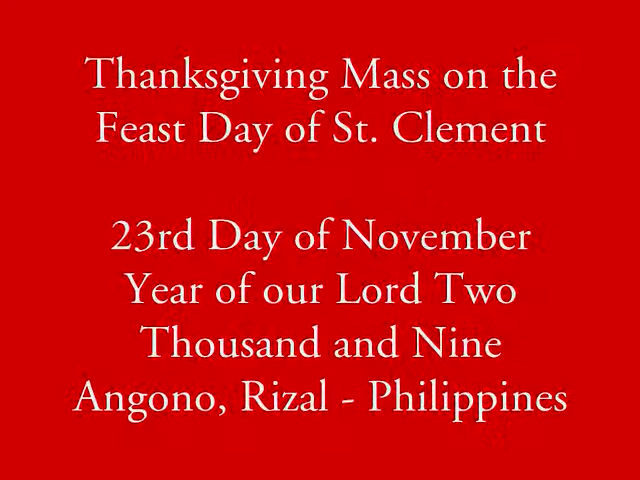 Thanksgiving Mass on the
Feast Day of St. Clement
23rd Day of November
Year of our Lord Two
Thousand and Nine
Angono, Rizal - Philippines